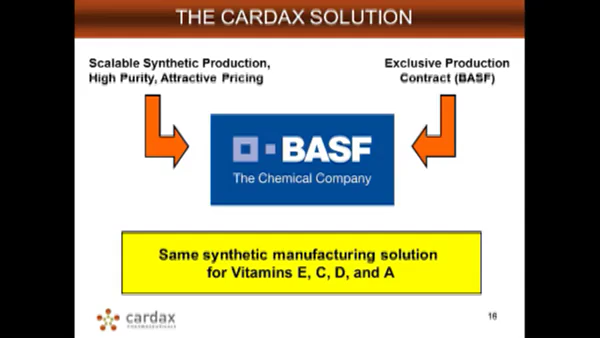 THE CARDAX SOLUTION
Scalable Synthetic Production,
High Purity, Attractive Pricing
Exclusive Production
Contract (BASF)
BASF
The Chemical Company
Same synthetic manufacturing solution
for Vitamins E, C, D, and A
cardax
PHARMACEUTICALS
16